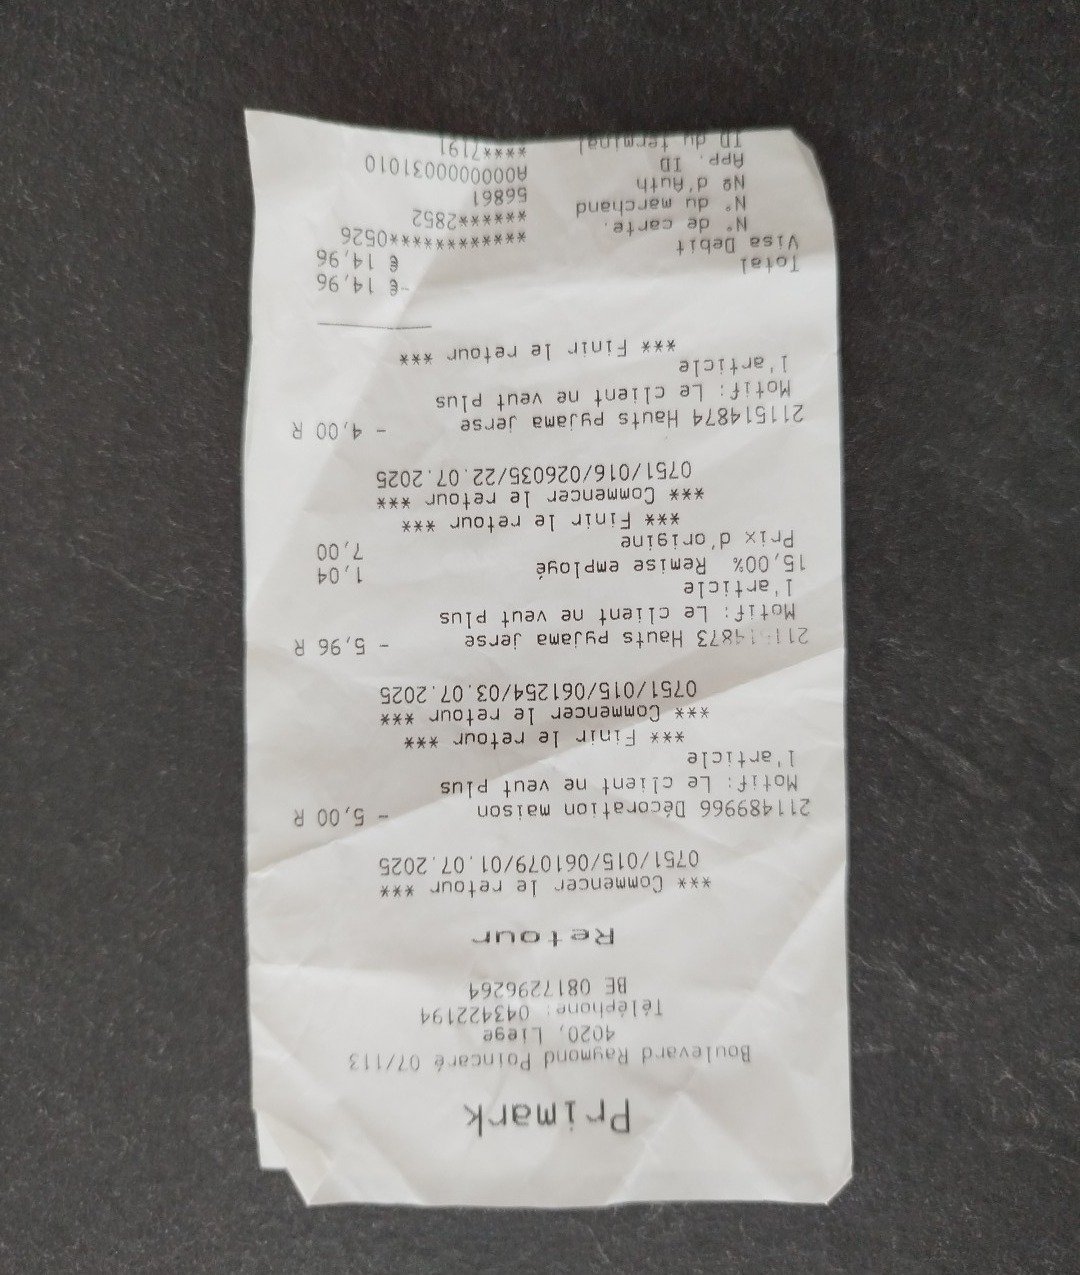 Primark
Boulevard Raymond Poincaré 07/113
4020, Liege
Téléphone: 043422194
BE 0817296264
Retour
*** Commencer le retour ***
0751/015/061079/01.07.2025
211489966 Décoration maison - 5,00 R
Motif: Le client ne veut plus
l'article
*** Finir le retour ***
*** Commencer le retour ***
0751/015/061254/03.07.2025
Hauts pyjama jerse - 5,96 R
Motif: Le client ne veut plus
l'article
15,00% Remise employé 1,04
Prix d'origine 7,00
*** Finir le retour ***
*** Commencer le retour ***
0751/016/026035/22.07.2025
211514874 Hauts pyjama jerse - 4,00 R
Motif: Le client ne veut plus
l'article
*** Finir le retour ***
Total -€ 14,96
Visa Debit € 14,96
N° de carte. ************0526
N° du marchand ******2852
Nº d'Auth 56861
App. ID A0000000031010
ID du terminal ****7191